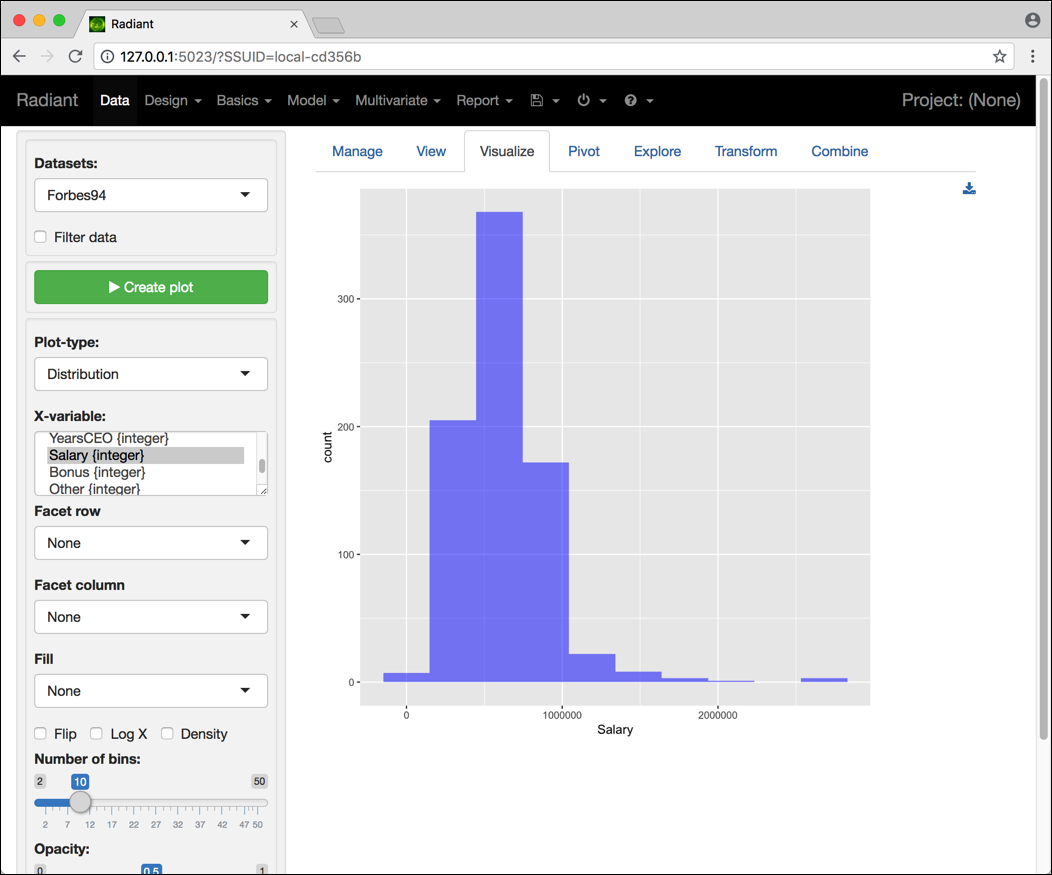 Radiant
127.0.0.1:5023/?SSUID=local-cd356b
Radiant Data Design Basics Model Multivariate Report Project: (None)
Manage View Visualize Pivot Explore Transform Combine
Datasets:
Forbes94
Filter data
Create plot
Plot-type:
Distribution
X-variable:
YearsCEO {integer}
Salary {integer}
Bonus {integer}
Other {integer}
Facet row
None
Facet column
None
Fill
None
Flip Log X Density
Number of bins:
2 10 50
2 7 12 17 22 27 32 37 42 47 50
Opacity:
0 0.5 1
300
200
100
0
count
0 1000000 2000000
Salary